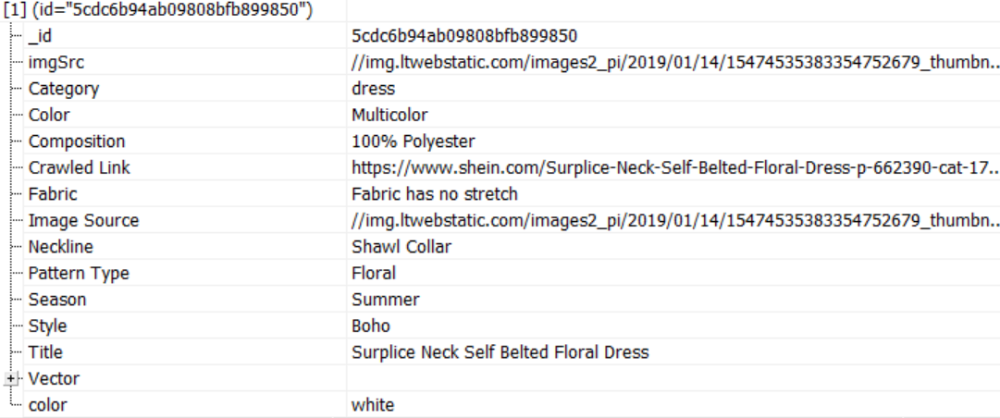 [1] (id="5cdc6b94ab09808bfb899850")
_id 5cdc6b94ab09808bfb899850
imgSrc //img.ltwebstatic.com/images2_pi/2019/01/14/15474535383354752679_thumbn..
Category dress
Color Multicolor
Composition 100% Polyester
Crawled Link https://www.shein.com/Surplice-Neck-Self-Belted-Floral-Dress-p-662390-cat-17..
Fabric Fabric has no stretch
Image Source //img.ltwebstatic.com/images2_pi/2019/01/14/15474535383354752679_thumbn..
Neckline Shawl Collar
Pattern Type Floral
Season Summer
Style Boho
Title Surplice Neck Self Belted Floral Dress
Vector
color white